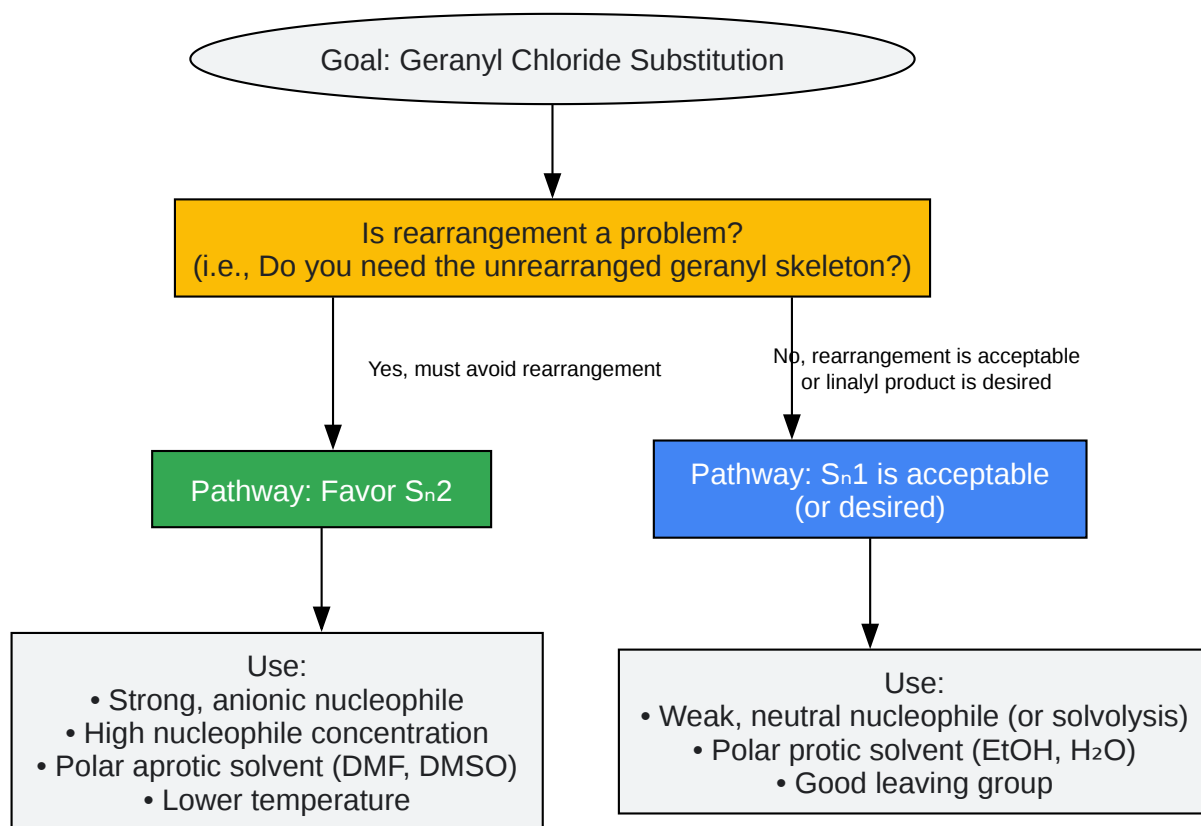 Goal: Geranyl Chloride Substitution
Is rearrangement a problem?
(i.e., Do you need the unrearranged geranyl skeleton?)
Yes, must avoid rearrangement
No, rearrangement is acceptable
or linalyl product is desired
Pathway: Favor Sₙ2
Pathway: Sₙ1 is acceptable
(or desired)
Use:
• Strong, anionic nucleophile
• High nucleophile concentration
• Polar aprotic solvent (DMF, DMSO)
• Lower temperature
Use:
• Weak, neutral nucleophile (or solvolysis)
• Polar protic solvent (EtOH, H₂O)
• Good leaving group